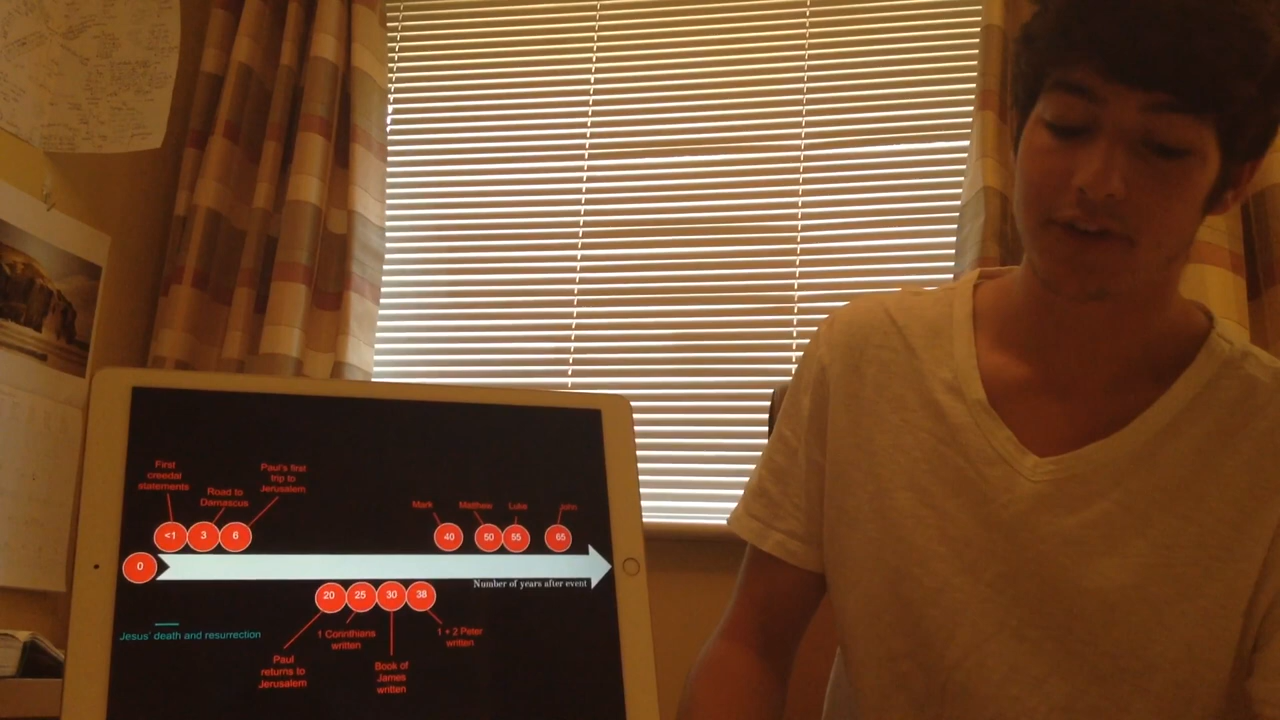 First
creedal
statements
Road to
Damascus
Paul's first
trip to
Jerusalem
Mark
Matthew
Luke
John
<1
3
6
40
50
55
65
0
Number of years after event
20
25
30
38
Jesus' death and resurrection
1 Corinthians
written
1 + 2 Peter
written
Paul
returns to
Jerusalem
Book of
James
written